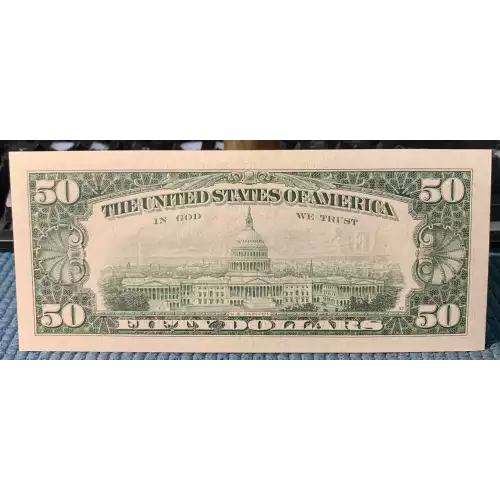 50 THE UNITED STATES OF AMERICA 50
IN GOD WE TRUST
50 FIFTY DOLLARS 50